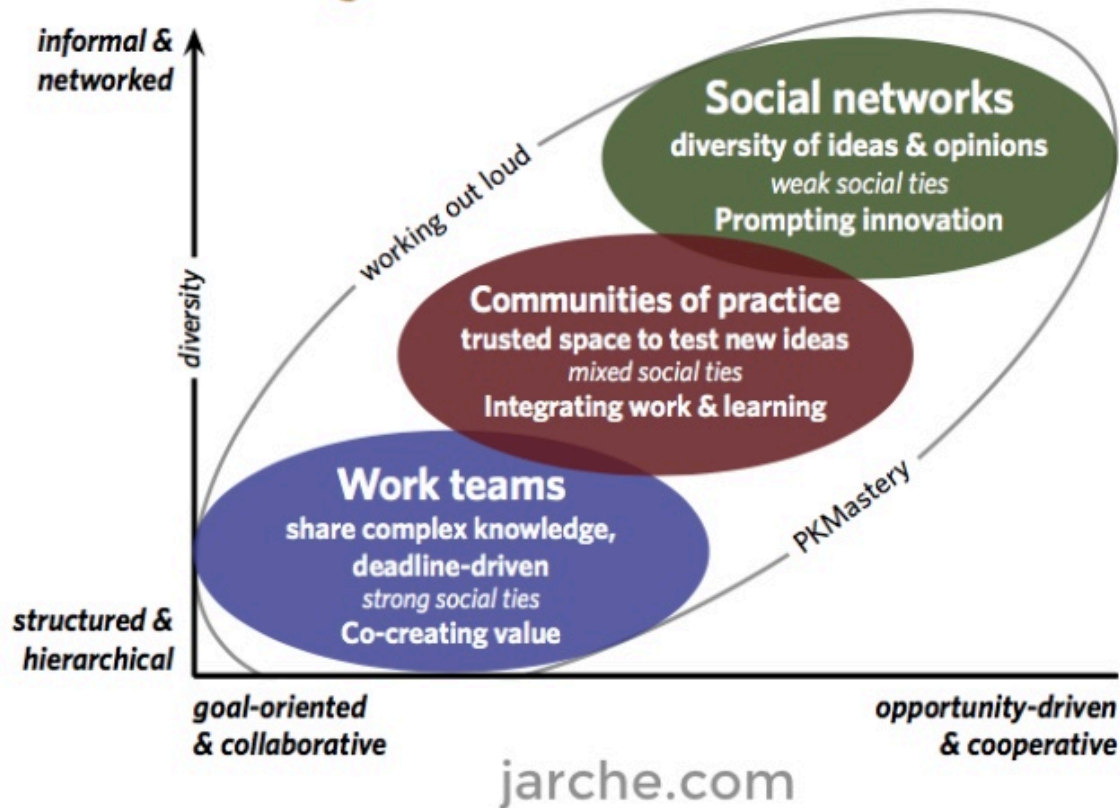 informal &
networked
diversity
structured &
hierarchical
working out loud
Social networks
diversity of ideas & opinions
weak social ties
Prompting innovation
Communities of practice
trusted space to test new ideas
mixed social ties
Integrating work & learning
Work teams
share complex knowledge,
deadline-driven
strong social ties
Co-creating value
PKMastery
goal-oriented
& collaborative
opportunity-driven
& cooperative
jarche.com